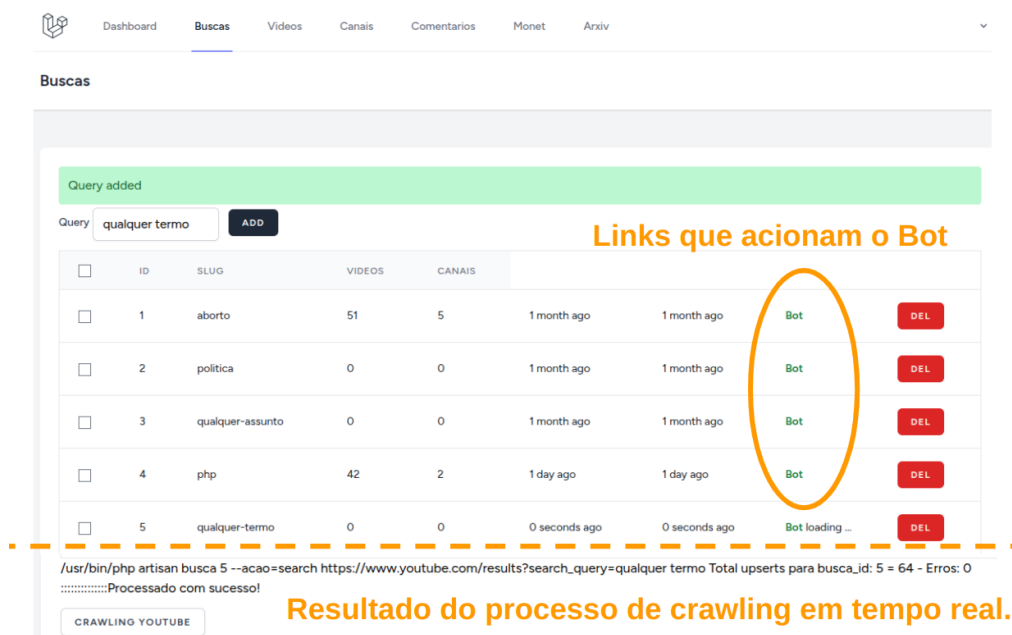 Dashboard Buscas Videos Canais Comentarios Monet Arxiv
Buscas
Query added
Query qualquer termo ADD
Links que acionam o Bot
ID SLUG VIDEOS CANAIS
1 aborto 51 5 1 month ago 1 month ago Bot DEL
2 politica 0 0 1 month ago 1 month ago Bot DEL
3 qualquer-assunto 0 0 1 month ago 1 month ago Bot DEL
4 php 42 2 1 day ago 1 day ago Bot DEL
5 qualquer-termo 0 0 0 seconds ago 0 seconds ago Bot loading ... DEL
/usr/bin/php artisan busca 5 --acao=search https://www.youtube.com/results?search_query=qualquer termo Total upserts para busca_id: 5 = 64 - Erros: 0
::::::::::::::Processado com sucesso!
Resultado do processo de crawling em tempo real.
CRAWLING YOUTUBE